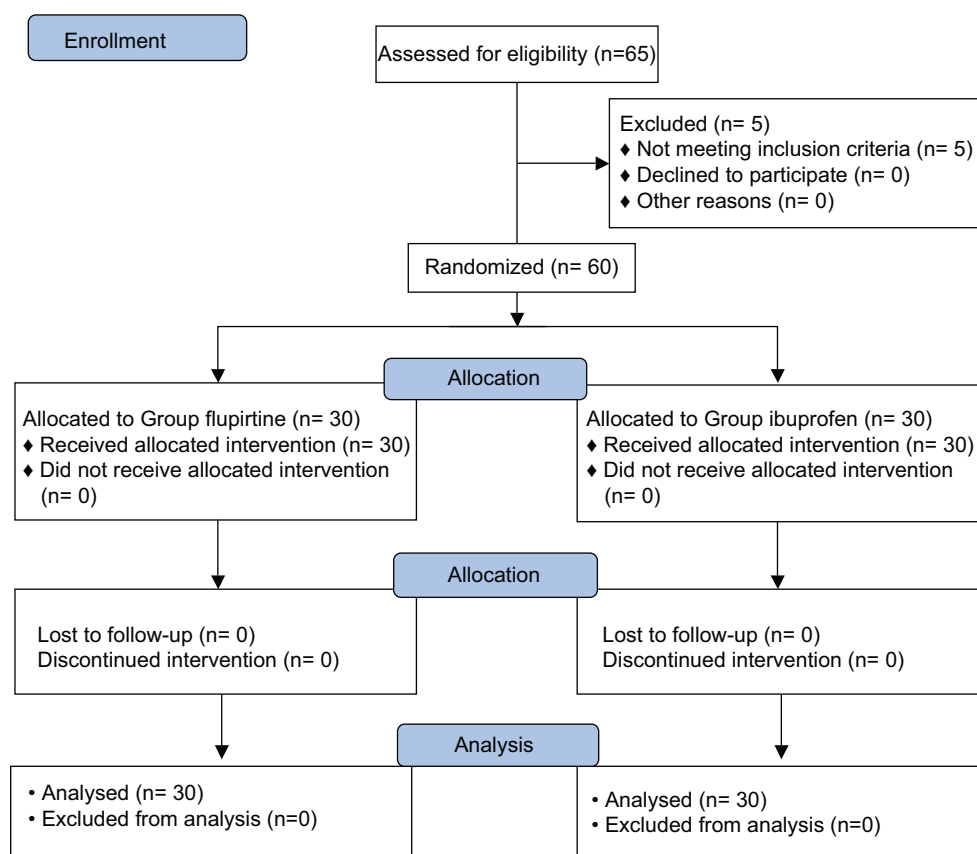 Enrollment
Assessed for eligibility (n=65)
Excluded (n= 5)
♦ Not meeting inclusion criteria (n= 5)
♦ Declined to participate (n= 0)
♦ Other reasons (n= 0)
Randomized (n= 60)
Allocation
Allocated to Group flupirtine (n= 30)
♦ Received allocated intervention (n= 30)
♦ Did not receive allocated intervention
(n= 0)
Allocated to Group ibuprofen (n= 30)
♦ Received allocated intervention (n= 30)
♦ Did not receive allocated intervention
(n= 0)
Allocation
Lost to follow-up (n= 0)
Discontinued intervention (n= 0)
Lost to follow-up (n= 0)
Discontinued intervention (n= 0)
Analysis
• Analysed (n= 30)
• Excluded from analysis (n=0)
• Analysed (n= 30)
• Excluded from analysis (n=0)